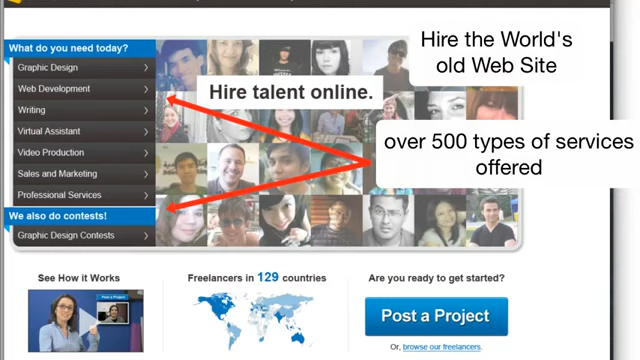 Hire the World's
old Web Site
What do you need today?
Graphic Design
Web Development
Writing
Virtual Assistant
Video Production
Sales and Marketing
Professional Services
We also do contests!
Graphic Design Contests
Hire talent online.
over 500 types of services
offered
See How it Works
Post a Project
Freelancers in 129 countries
Are you ready to get started?
Post a Project
Or, browse our freelancers.